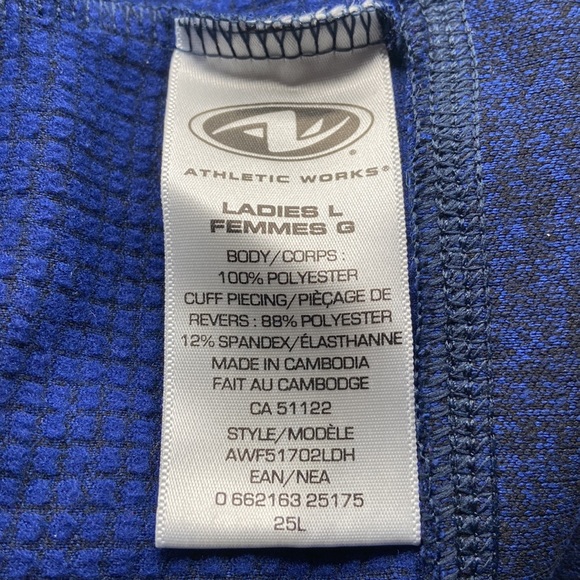 ATHLETIC WORKS®
LADIES L
FEMMES G
BODY/CORPS :
100% POLYESTER
CUFF PIECING/PIÈÇAGE DE
REVERS : 88% POLYESTER
12% SPANDEX/ÉLASTHANNE
MADE IN CAMBODIA
FAIT AU CAMBODGE
CA 51122
STYLE/MODÈLE
AWF51702LDH
EAN/NEA
0 662163 25175
25L